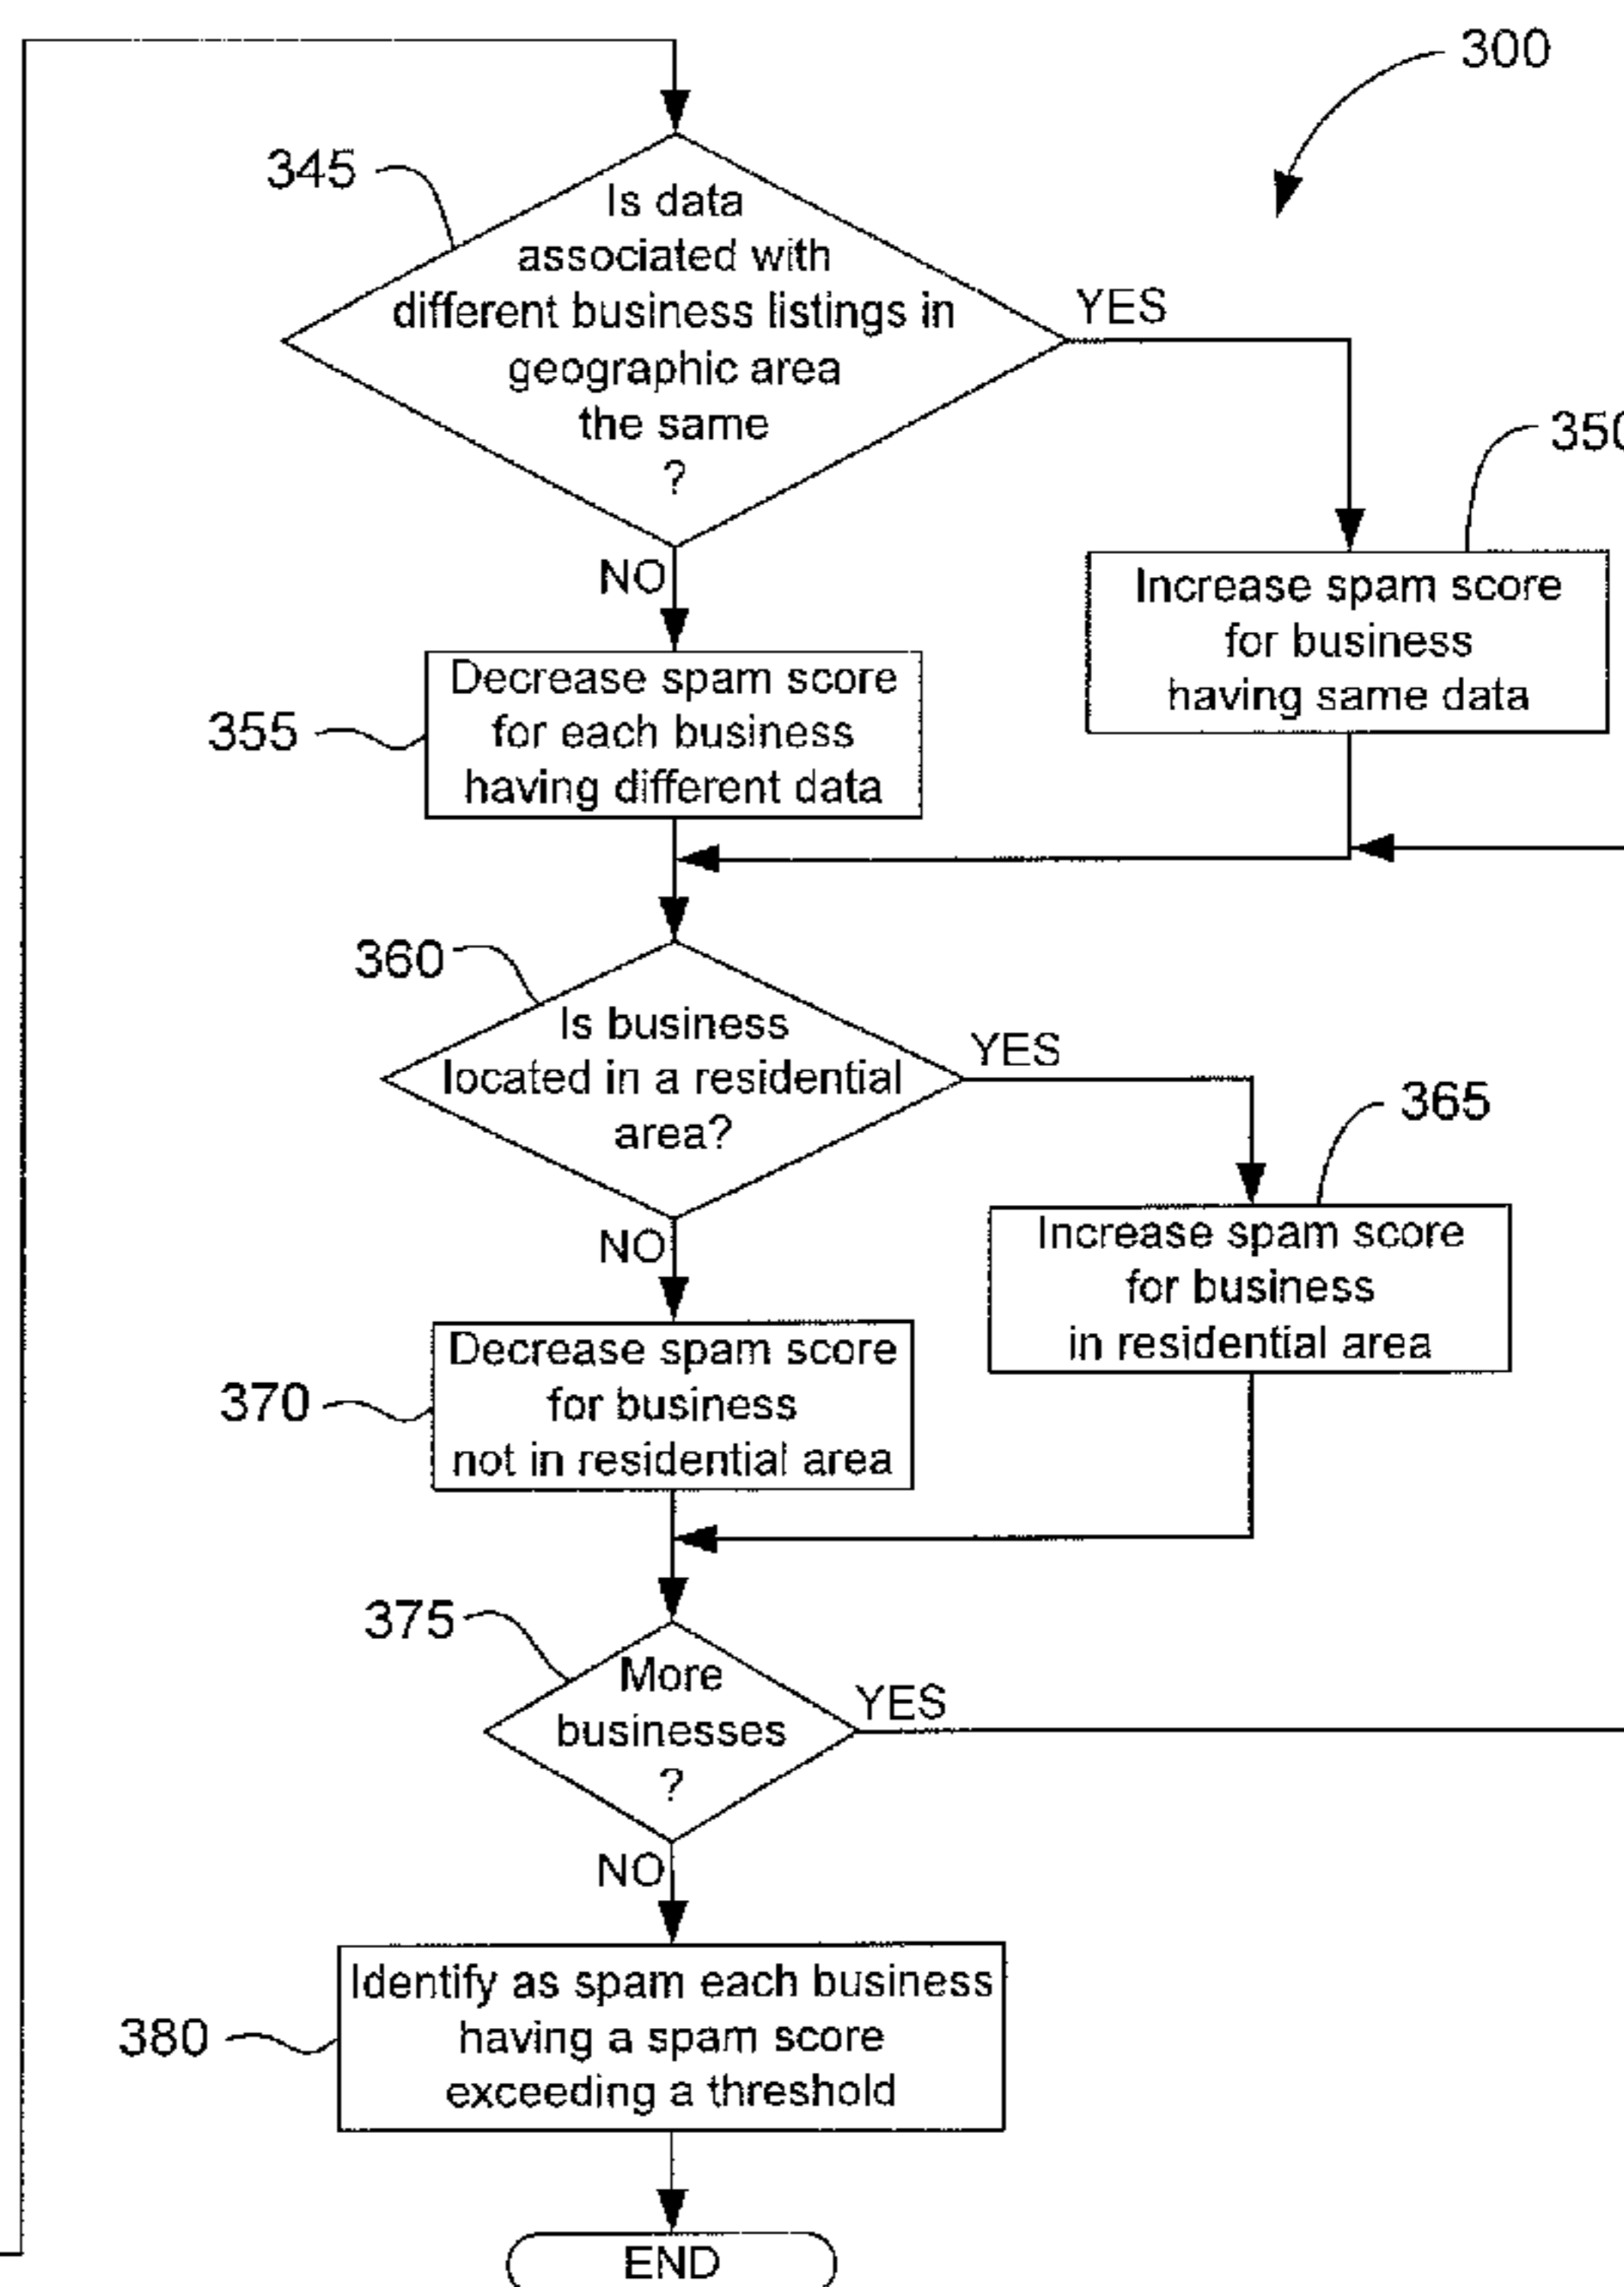 300
345
Is data
associated with
different business listings in
geographic area
the same
?
YES
350
NO
Increase spam score
for business
having same data
355
Decrease spam score
for each business
having different data
360
Is business
located in a residential
area?
YES
365
NO
Increase spam score
for business
in residential area
370
Decrease spam score
for business
not in residential area
375
More
businesses
?
YES
NO
380
Identify as spam each business
having a spam score
exceeding a threshold
END